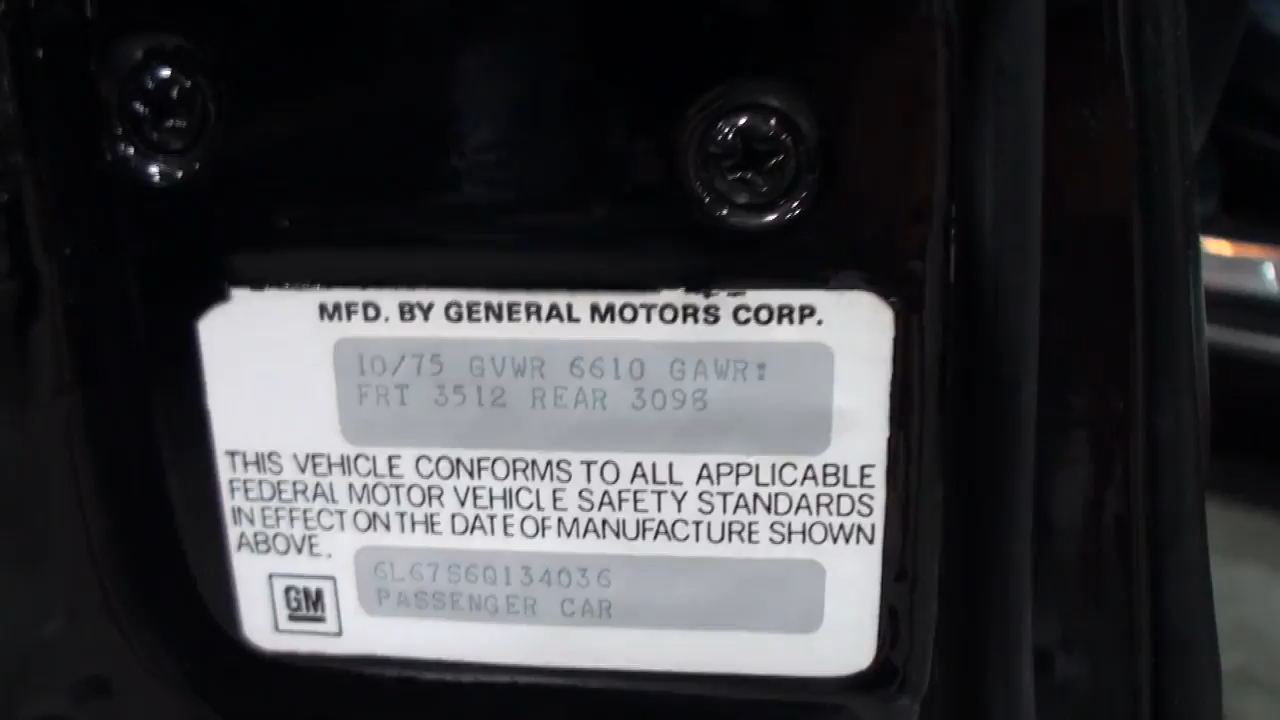 MFD. BY GENERAL MOTORS CORP.
10/75 GVWR 6610 GAWR:
FRT 3512 REAR 3098
THIS VEHICLE CONFORMS TO ALL APPLICABLE
FEDERAL MOTOR VEHICLE SAFETY STANDARDS
IN EFFECT ON THE DATE OF MANUFACTURE SHOWN
ABOVE.
6L67S6Q134036
PASSENGER CAR
GM